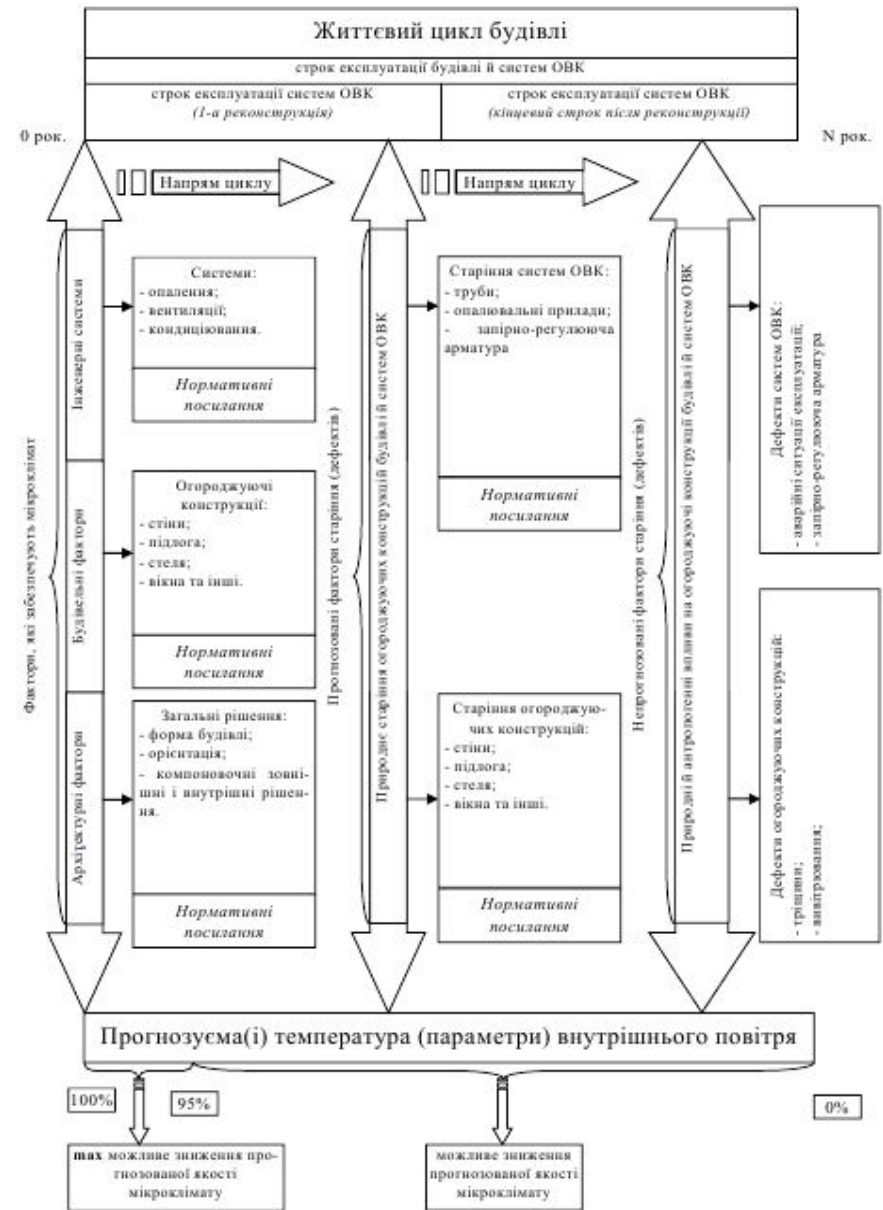 Життєвий цикл будівлі
строк експлуатації будівлі й систем ОВК
строк експлуатації систем ОВК
(1-а реконструкція)
строк експлуатації систем ОВК
(кінцевий строк після реконструкції)
0 рок.
N рок.
Напрям циклу
Напрям циклу
Фактори, які забезпечують мікроклімат
Інженерні системи
Будівельні фактори
Архітектурні фактори
Системи:
- опалення;
- вентиляції;
- кондиціювання.
Нормативні
посилання
Огороджуючі
конструкції:
- стіни;
- підлога;
- стеля;
- вікна та інші.
Нормативні
посилання
Загальні рішення:
- форма будівлі;
- орієнтація;
- компоновочні зовні-
шні і внутрішні рішен-
ня.
Нормативні
посилання
Прогнозовані фактори старіння (дефектів)
Природнє старіння огороджуючих конструкцій будівлі й систем ОВК
Старіння систем ОВК:
- труби;
- опалювальні прилади;
- запірно-регулююча
арматура
Нормативні
посилання
Старіння огороджую-
чих конструкцій:
- стіни;
- підлога;
- стеля;
- вікна та інші.
Нормативні
посилання
Непрогнозовані фактори старіння (дефектів)
Природні й антропогенні впливи на огороджуючі конструкції будівлі й систем ОВК
Дефекти систем ОВК:
- аварійні ситуації експлуатації;
- запірно-регулююча арматура
Дефекти огороджуючих конструкцій:
- тріщини;
- вивітрювання;
Прогнозуєма(і) температура (параметри) внутрішнього повітря
100%
95%
0%
max можливе зниження про-
гнозованої якості
мікроклімату
можливе зниження
прогнозованої якості
мікроклімату